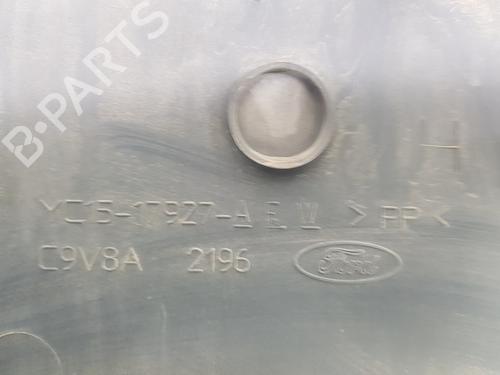 B-PARTS
H
YC15-17927-AEW >PP<
C9V8A 2196 Ford